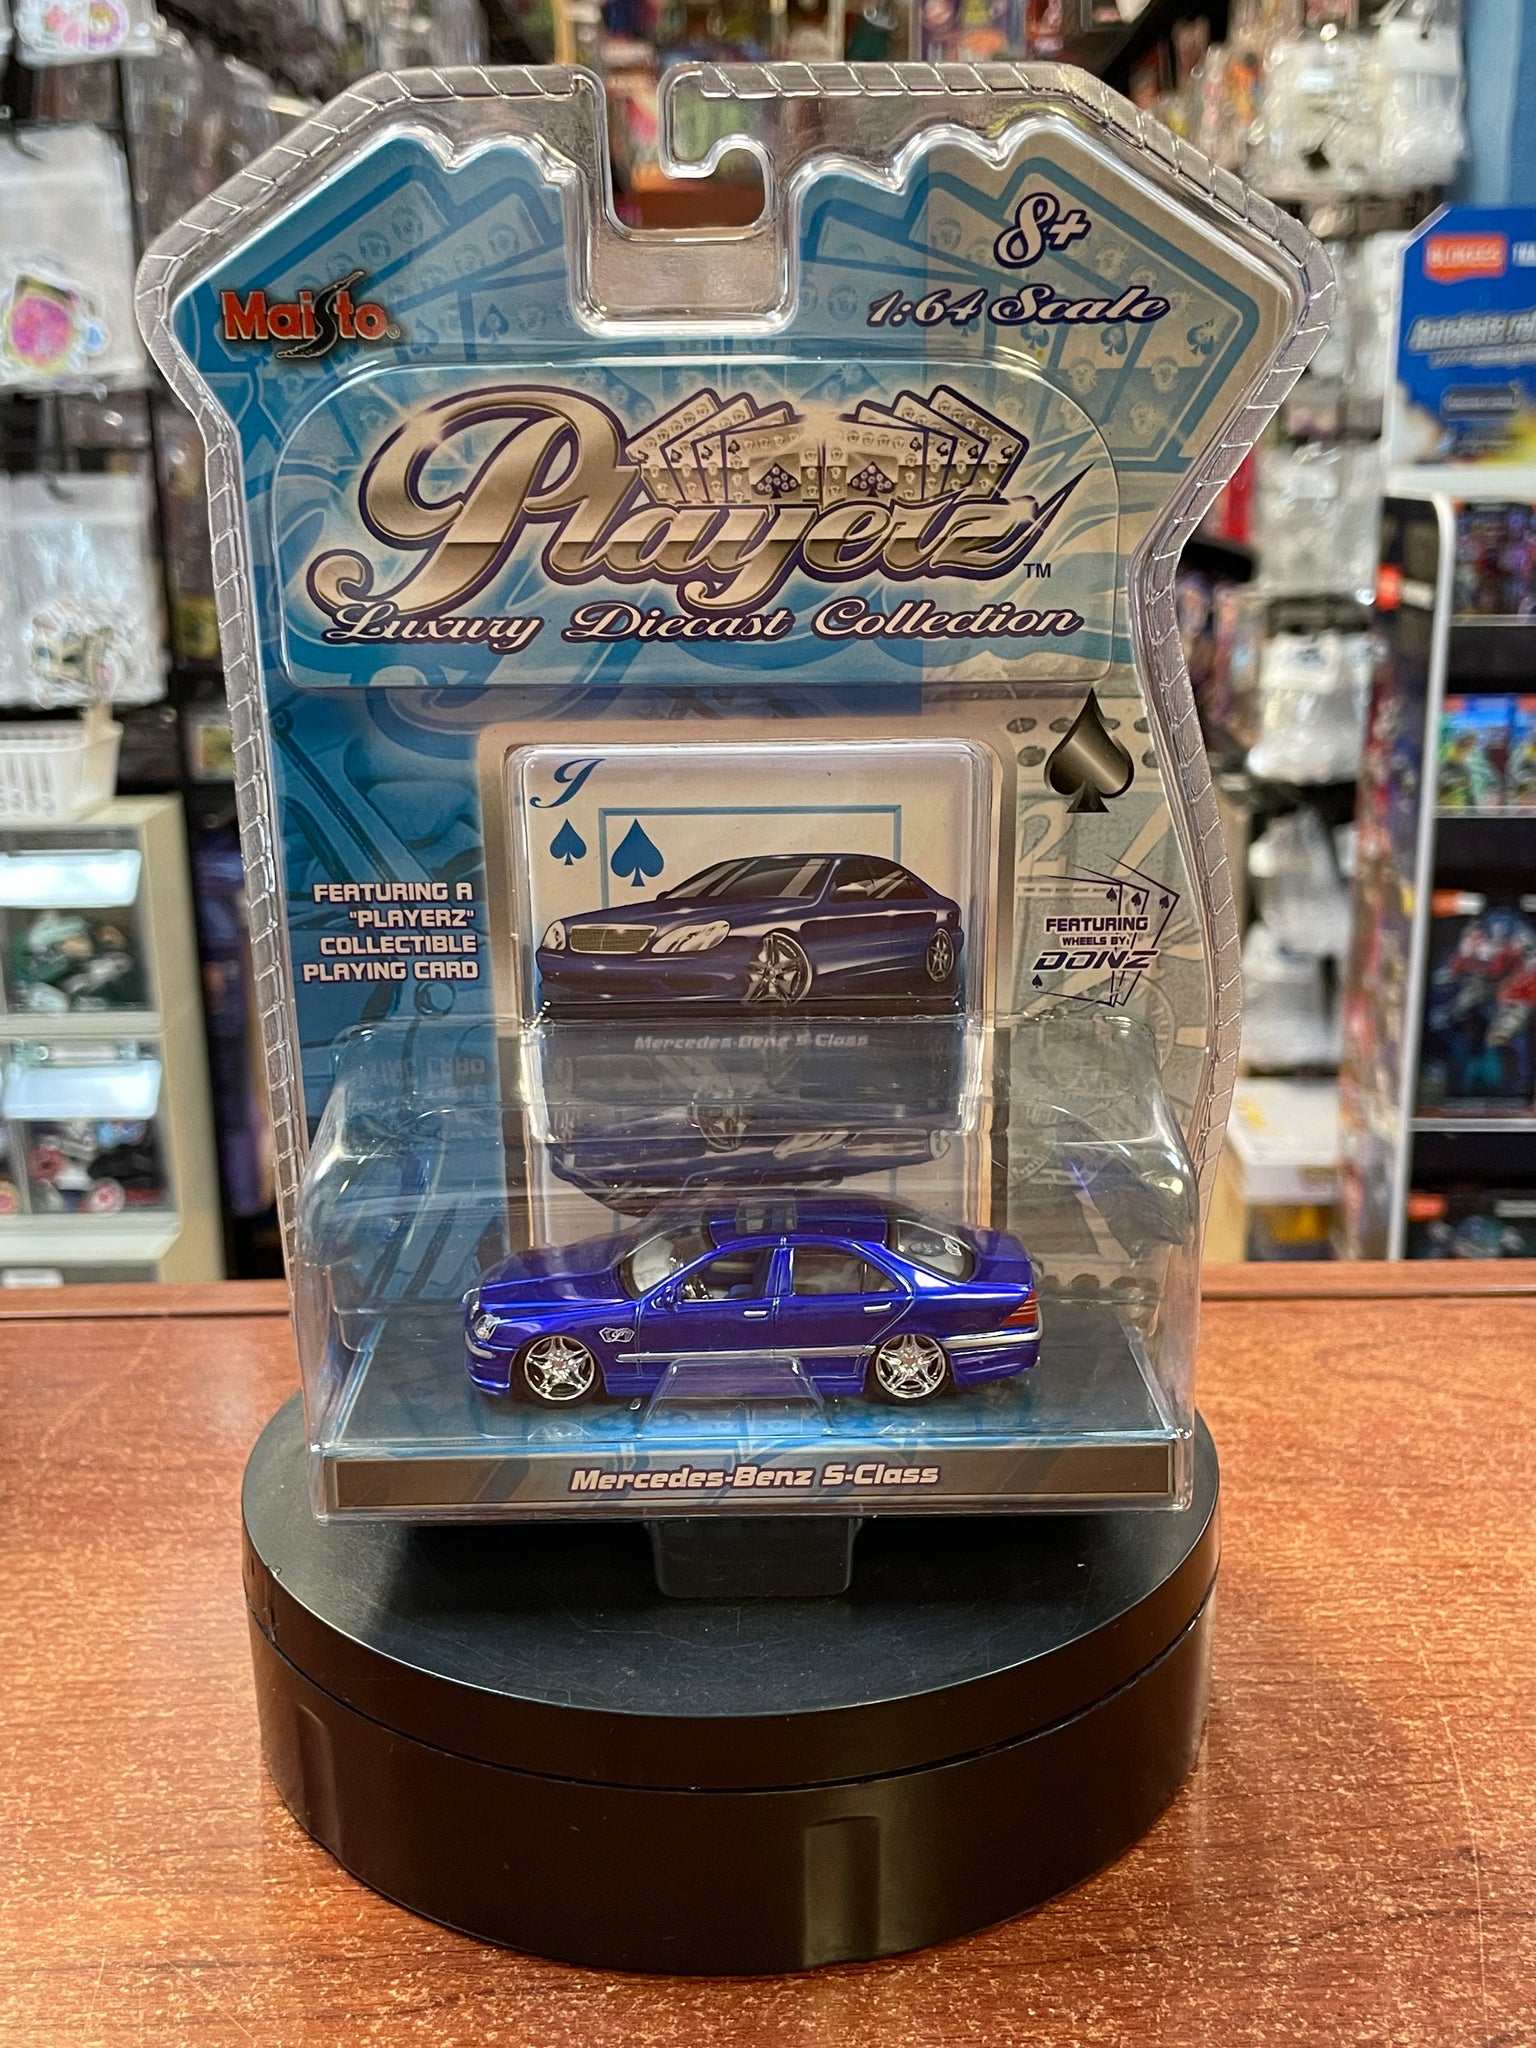 8+
Maisto
1:64 Scale
Playerz™
Luxury Diecast Collection
J
FEATURING A
"PLAYERZ"
COLLECTIBLE
PLAYING CARD
FEATURING
WHEELS BY:
DONZ
Mercedes-Benz S-Class
Mercedes-Benz S-Class